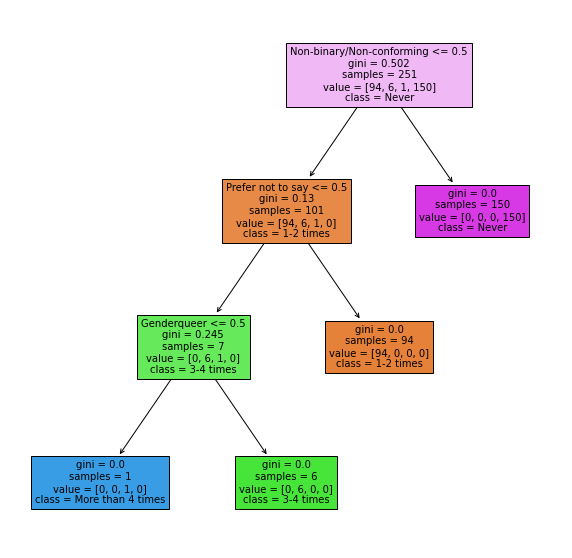 Non-binary/Non-conforming <= 0.5
gini = 0.502
samples = 251
value = [94, 6, 1, 150]
class = Never
Prefer not to say <= 0.5
gini = 0.13
samples = 101
value = [94, 6, 1, 0]
class = 1-2 times
gini = 0.0
samples = 150
value = [0, 0, 0, 150]
class = Never
Genderqueer <= 0.5
gini = 0.245
samples = 7
value = [0, 6, 1, 0]
class = 3-4 times
gini = 0.0
samples = 94
value = [94, 0, 0, 0]
class = 1-2 times
gini = 0.0
samples = 1
value = [0, 0, 1, 0]
class = More than 4 times
gini = 0.0
samples = 6
value = [0, 6, 0, 0]
class = 3-4 times